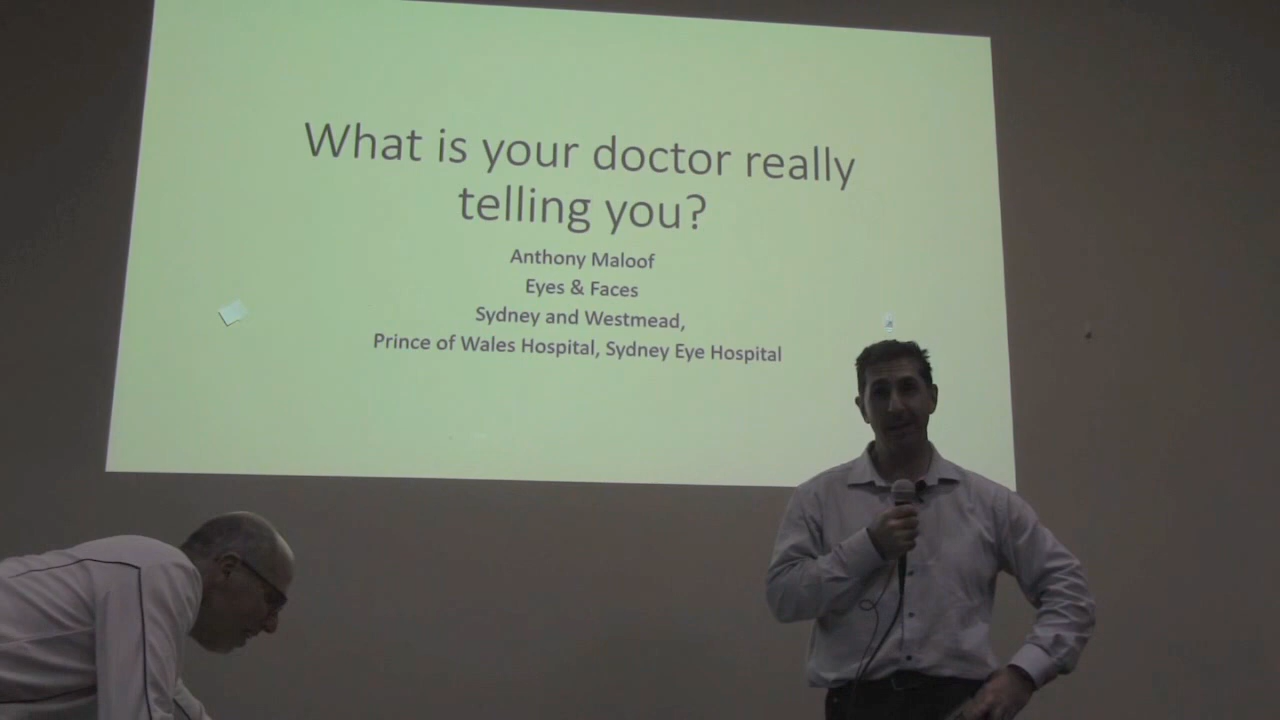 What is your doctor really
telling you?
Anthony Maloof
Eyes & Faces
Sydney and Westmead,
Prince of Wales Hospital, Sydney Eye Hospital